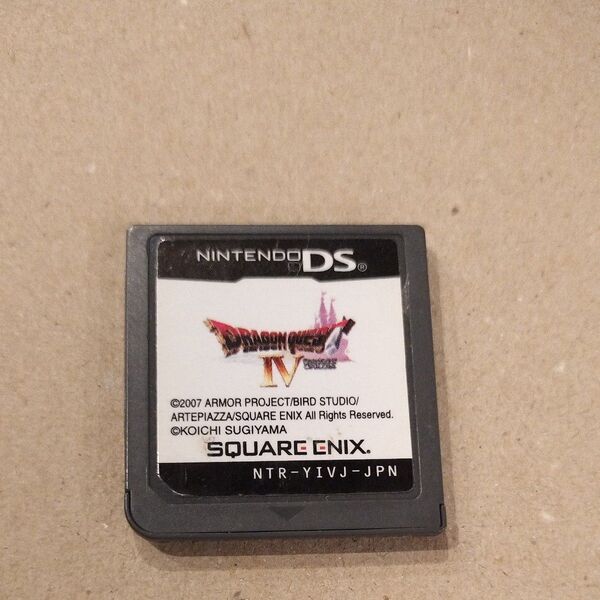 NINTENDO DS®
DRAGON QUEST
IV
©2007 ARMOR PROJECT/BIRD STUDIO/
ARTEPIAZZA/SQUARE ENIX All Rights Reserved.
©KOICHI SUGIYAMA
SQUARE ENIX.
NTR-YIVJ-JPN